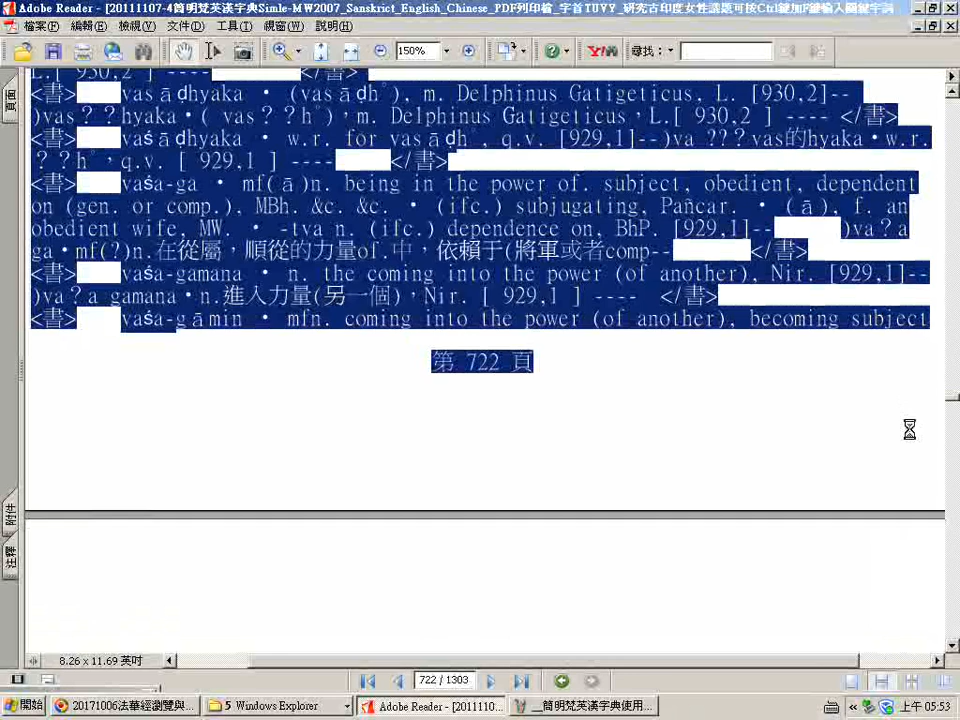 Adobe Reader - [20111107-4簡明梵英漢字典Simle-MW2007_Sanskrict_English_Chinese_PDF列印檔_字首TUVY_研究古印度女性議題可按Ctrl鍵加F鍵輸入關鍵字詞
檔案(F) 編輯(E) 檢視(V) 文件(D) 工具(T) 視窗(W) 說明(H)
150% 尋找:
頁面
L.[ 930,2 ] ---- </書>
<書> vasāḍhyaka • (vasāḍh°), m. Delphinus Gatigeticus, L. [930,2]--
)vas??hyaka•( vas??h°), m. Delphinus Gatigeticus, L.[ 930,2 ] ---- </書>
<書> vaśāḍhyaka • w.r. for vasāḍh°, q.v. [929,1]--)va ???vas的hyaka•w.r.
??h°,q.v. [ 929,1 ] ---- </書>
<書> vaśa-ga • mf(ā)n. being in the power of. subject, obedient, dependent
on (gen. or comp.), MBh. &c. &c. • (ifc.) subjugating, Pañcar. • (ā), f. an
obedient wife, MW. • -tva n. (ifc.) dependence on, BhP. [929,1]-- )va?a
ga•mf(?)n.在從屬,順從的力量of.中,依賴于(將軍或者comp-- </書>
<書> vaśa-gamana • n. the coming into the power (of another), Nir. [929,1]--
)va?a gamana•n.進入力量(另一個), Nir. [ 929,1 ] ---- </書>
<書> vaśa-gāmin • mfn. coming into the power (of another), becoming subject
第 722 頁
附件
注釋
8.26 x 11.69 英吋
722 / 1303
開始 20171006法華經瀏覽與... 5 Windows Explorer Adobe Reader - [2011110... __簡明梵英漢字典使用... 上午 05:53